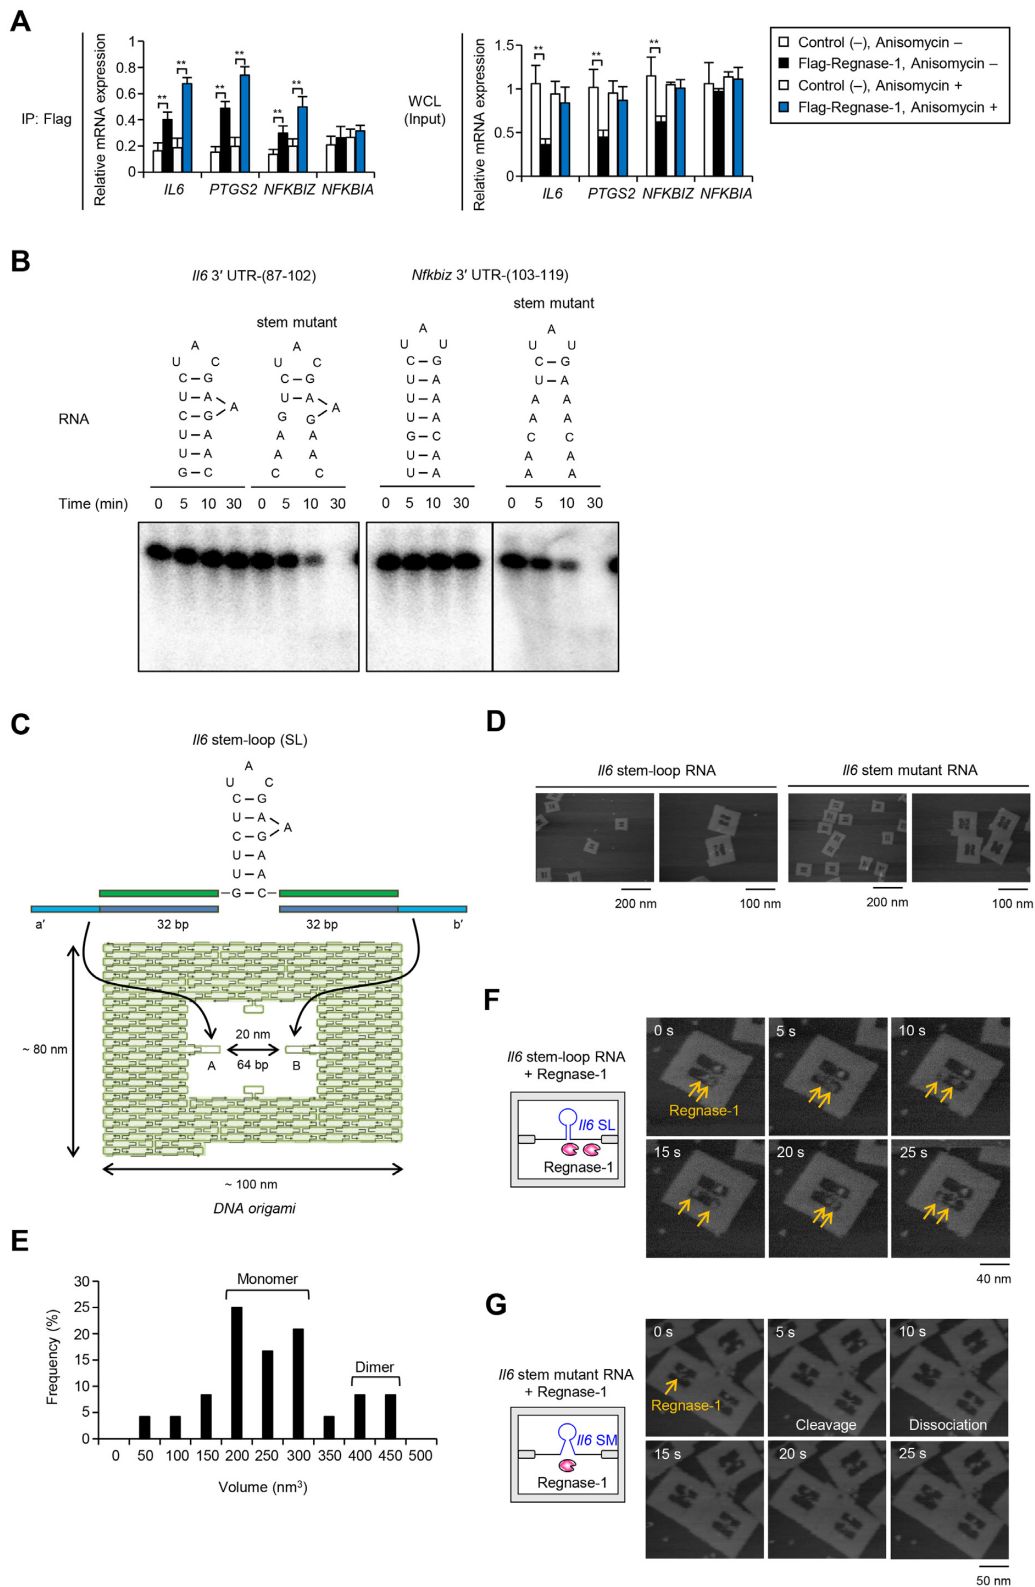 A
IP: Flag
Relative mRNA expression
1
0.8
0.6
0.4
0.2
0
** ** ** ** ** **
IL6 PTGS2 NFKBIZ NFKBIA
WCL
(Input)
Relative mRNA expression
1.5
1
0.5
0
** ** **
IL6 PTGS2 NFKBIZ NFKBIA
Control (–), Anisomycin –
Flag-Regnase-1, Anisomycin –
Control (–), Anisomycin +
Flag-Regnase-1, Anisomycin +
B
Il6 3′ UTR-(87-102)
Nfkbiz 3′ UTR-(103-119)
stem mutant
stem mutant
RNA
A
U C
C – G
U – A
C – G A
U – A
U – A
G – C
A
U C
C – G
U – A
G G A
A A
A A
C C
A
U U
C – G
U – A
U – A
U – A
G – C
U – A
U – A
A
U U
C G
U – A
A A
A A
C C
A A
A A
Time (min) 0 5 10 30 0 5 10 30 0 5 10 30 0 5 10 30
C
Il6 stem-loop (SL)
A
U C
C – G
U – A
C – G A
U – A
U – A
G – C
a′ 32 bp 32 bp b′
20 nm
64 bp
A B
~ 80 nm
~ 100 nm
DNA origami
D
Il6 stem-loop RNA
Il6 stem mutant RNA
200 nm 100 nm 200 nm 100 nm
E
Frequency (%)
30
25
20
15
10
5
0
Monomer
Dimer
0 50 100 150 200 250 300 350 400 450 500
Volume (nm³)
F
Il6 stem-loop RNA
+ Regnase-1
Il6 SL
Regnase-1
0 s 5 s 10 s
Regnase-1
15 s 20 s 25 s
40 nm
G
Il6 stem mutant RNA
+ Regnase-1
Il6 SM
Regnase-1
0 s 5 s 10 s
Regnase-1
Cleavage Dissociation
15 s 20 s 25 s
50 nm